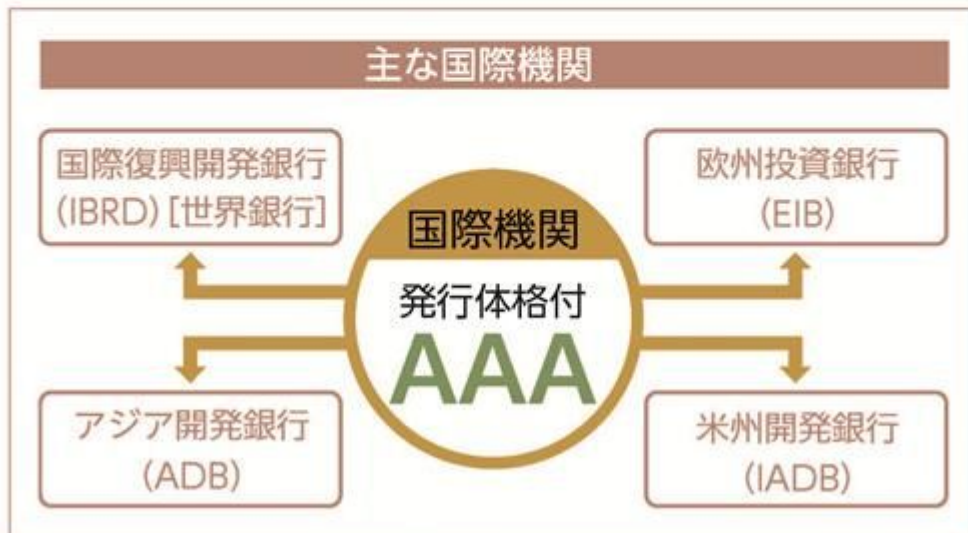 主な国際機関
国際復興開発銀行
(IBRD)[世界銀行]
欧州投資銀行
(EIB)
国際機関
発行体格付
AAA
アジア開発銀行
(ADB)
米州開発銀行
(IADB)